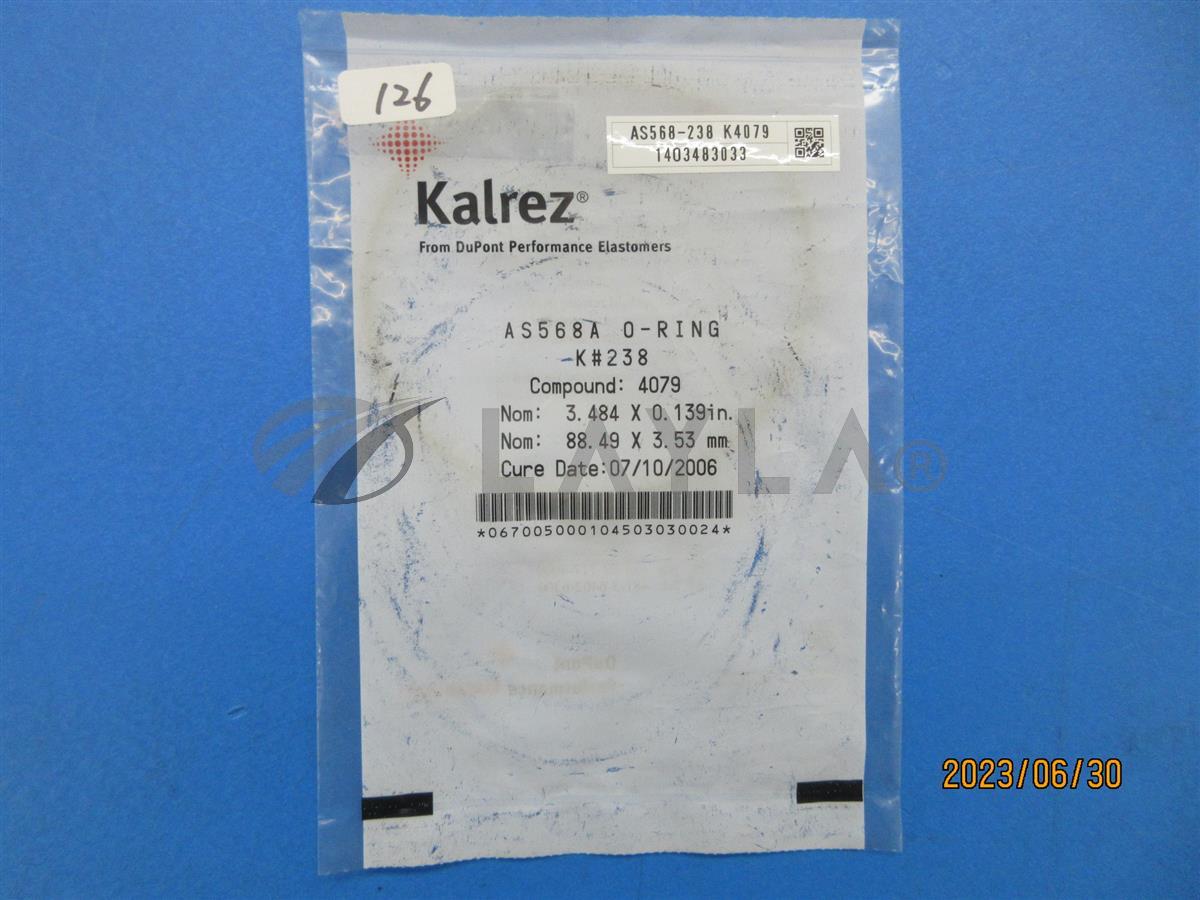 126
AS568-238 K4079
1403483033
Kalrez®
From DuPont Performance Elastomers
AS568A O-RING
K#238
Compound: 4079
Nom: 3.484 X 0.139in.
Nom: 88.49 X 3.53 mm
LAYLA®
Cure Date:07/10/2006
*067005000104503030024*
DuPont
2023/06/30